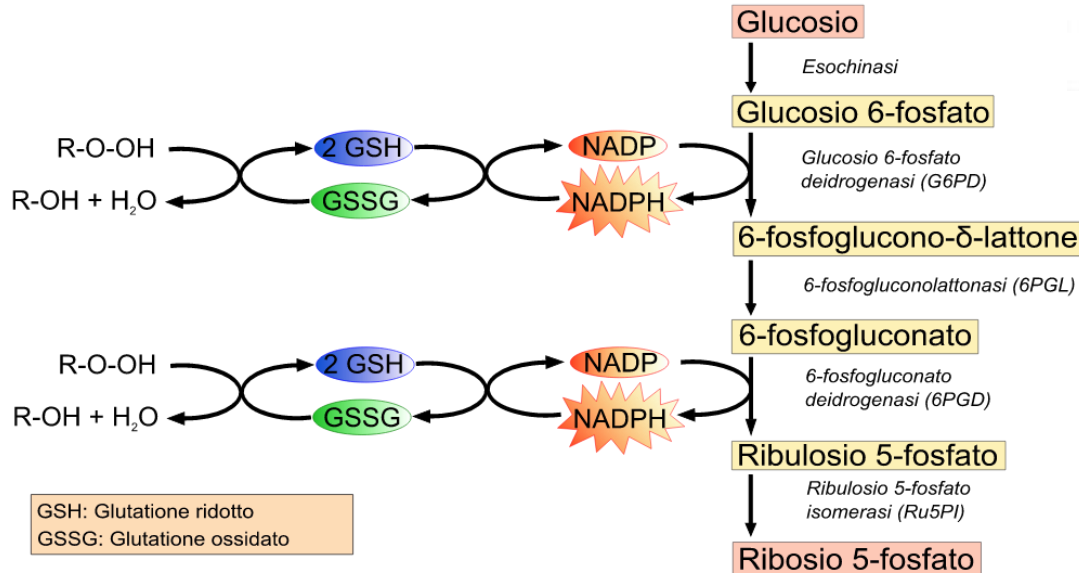 Glucosio
Esochinasi
Glucosio 6-fosfato
R-O-OH
2 GSH
NADP
Glucosio 6-fosfato
deidrogenasi (G6PD)
R-OH + H₂O
GSSG
NADPH
6-fosfoglucono-δ-lattone
6-fosfogluconolattonasi (6PGL)
6-fosfogluconato
R-O-OH
2 GSH
NADP
6-fosfogluconato
deidrogenasi (6PGD)
R-OH + H₂O
GSSG
NADPH
Ribulosio 5-fosfato
Ribulosio 5-fosfato
isomerasi (Ru5PI)
GSH: Glutatione ridotto
GSSG: Glutatione ossidato
Ribosio 5-fosfato